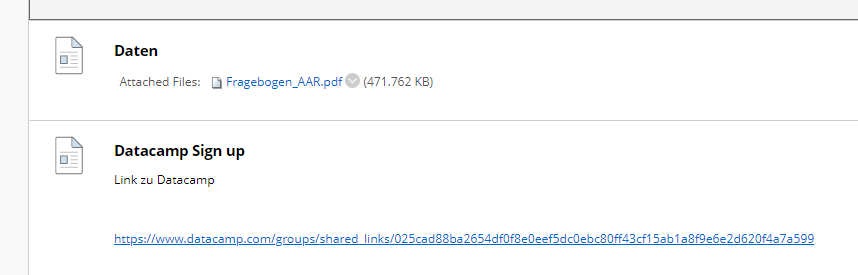 Daten
Attached Files: Fragebogen_AAR.pdf (471.762 KB)
Datacamp Sign up
Link zu Datacamp
https://www.datacamp.com/groups/shared_links/025cad88ba2654df0f8e0eef5dc0ebc80ff43cf15ab1a8f9e6e2d620f4a7a599